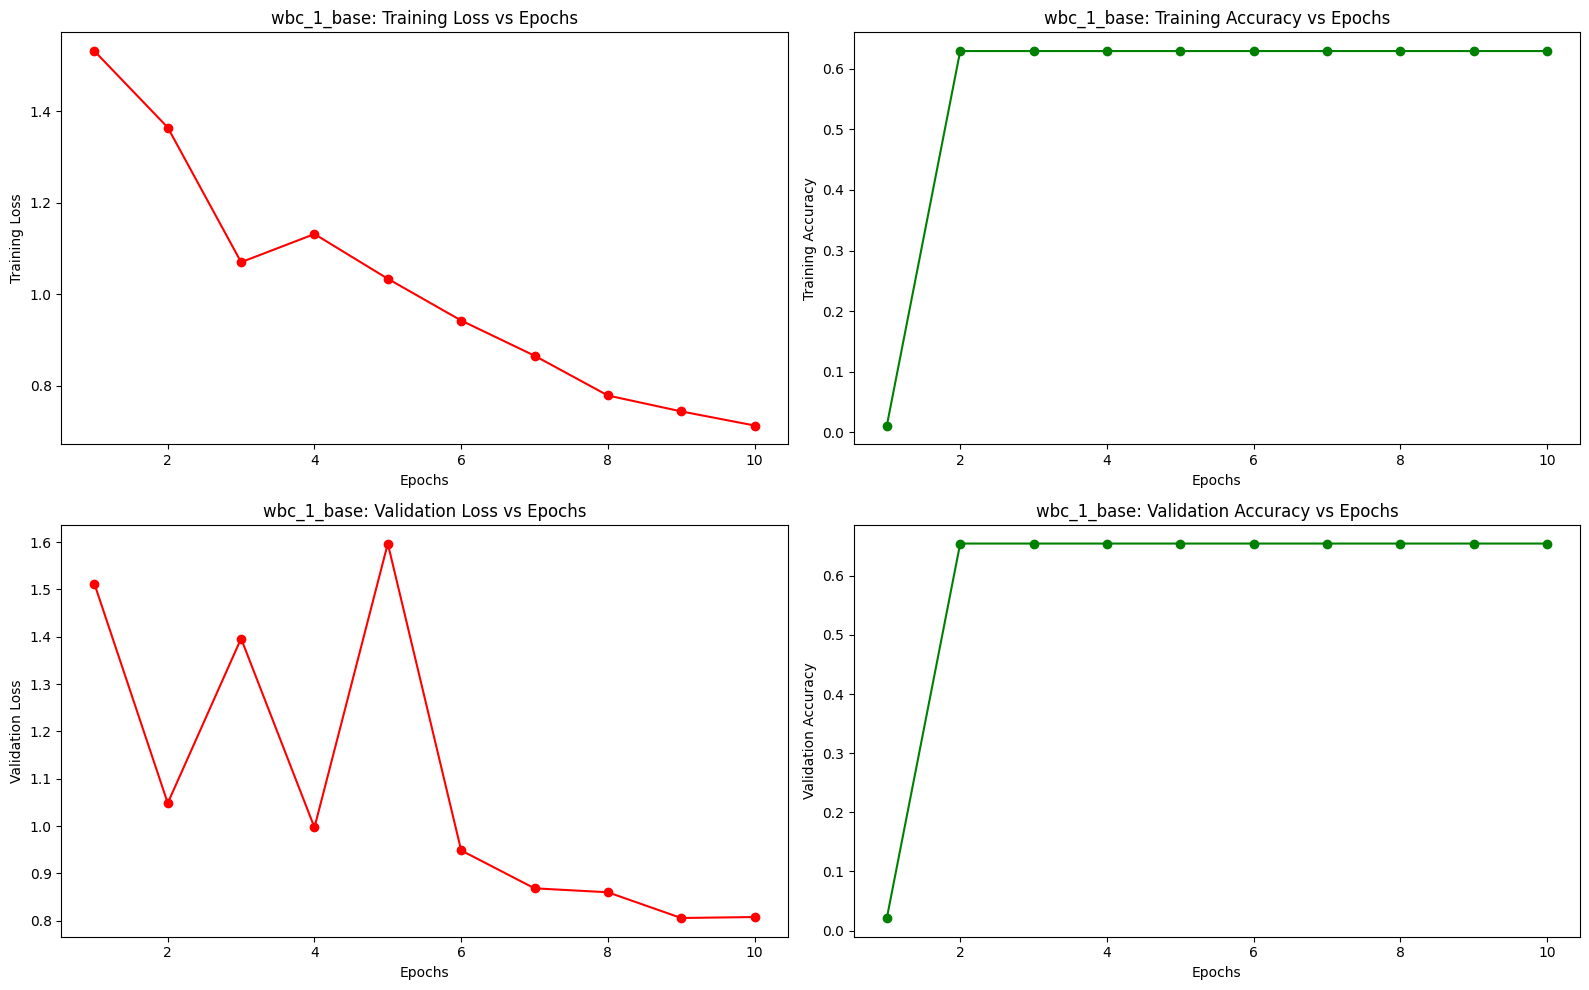 wbc_1_base: Training Loss vs Epochs
Training Loss
1.4
1.2
1.0
0.8
2 4 6 8 10
Epochs
wbc_1_base: Training Accuracy vs Epochs
Training Accuracy
0.6
0.5
0.4
0.3
0.2
0.1
0.0
2 4 6 8 10
Epochs
wbc_1_base: Validation Loss vs Epochs
Validation Loss
1.6
1.5
1.4
1.3
1.2
1.1
1.0
0.9
0.8
2 4 6 8 10
Epochs
wbc_1_base: Validation Accuracy vs Epochs
Validation Accuracy
0.6
0.5
0.4
0.3
0.2
0.1
0.0
2 4 6 8 10
Epochs